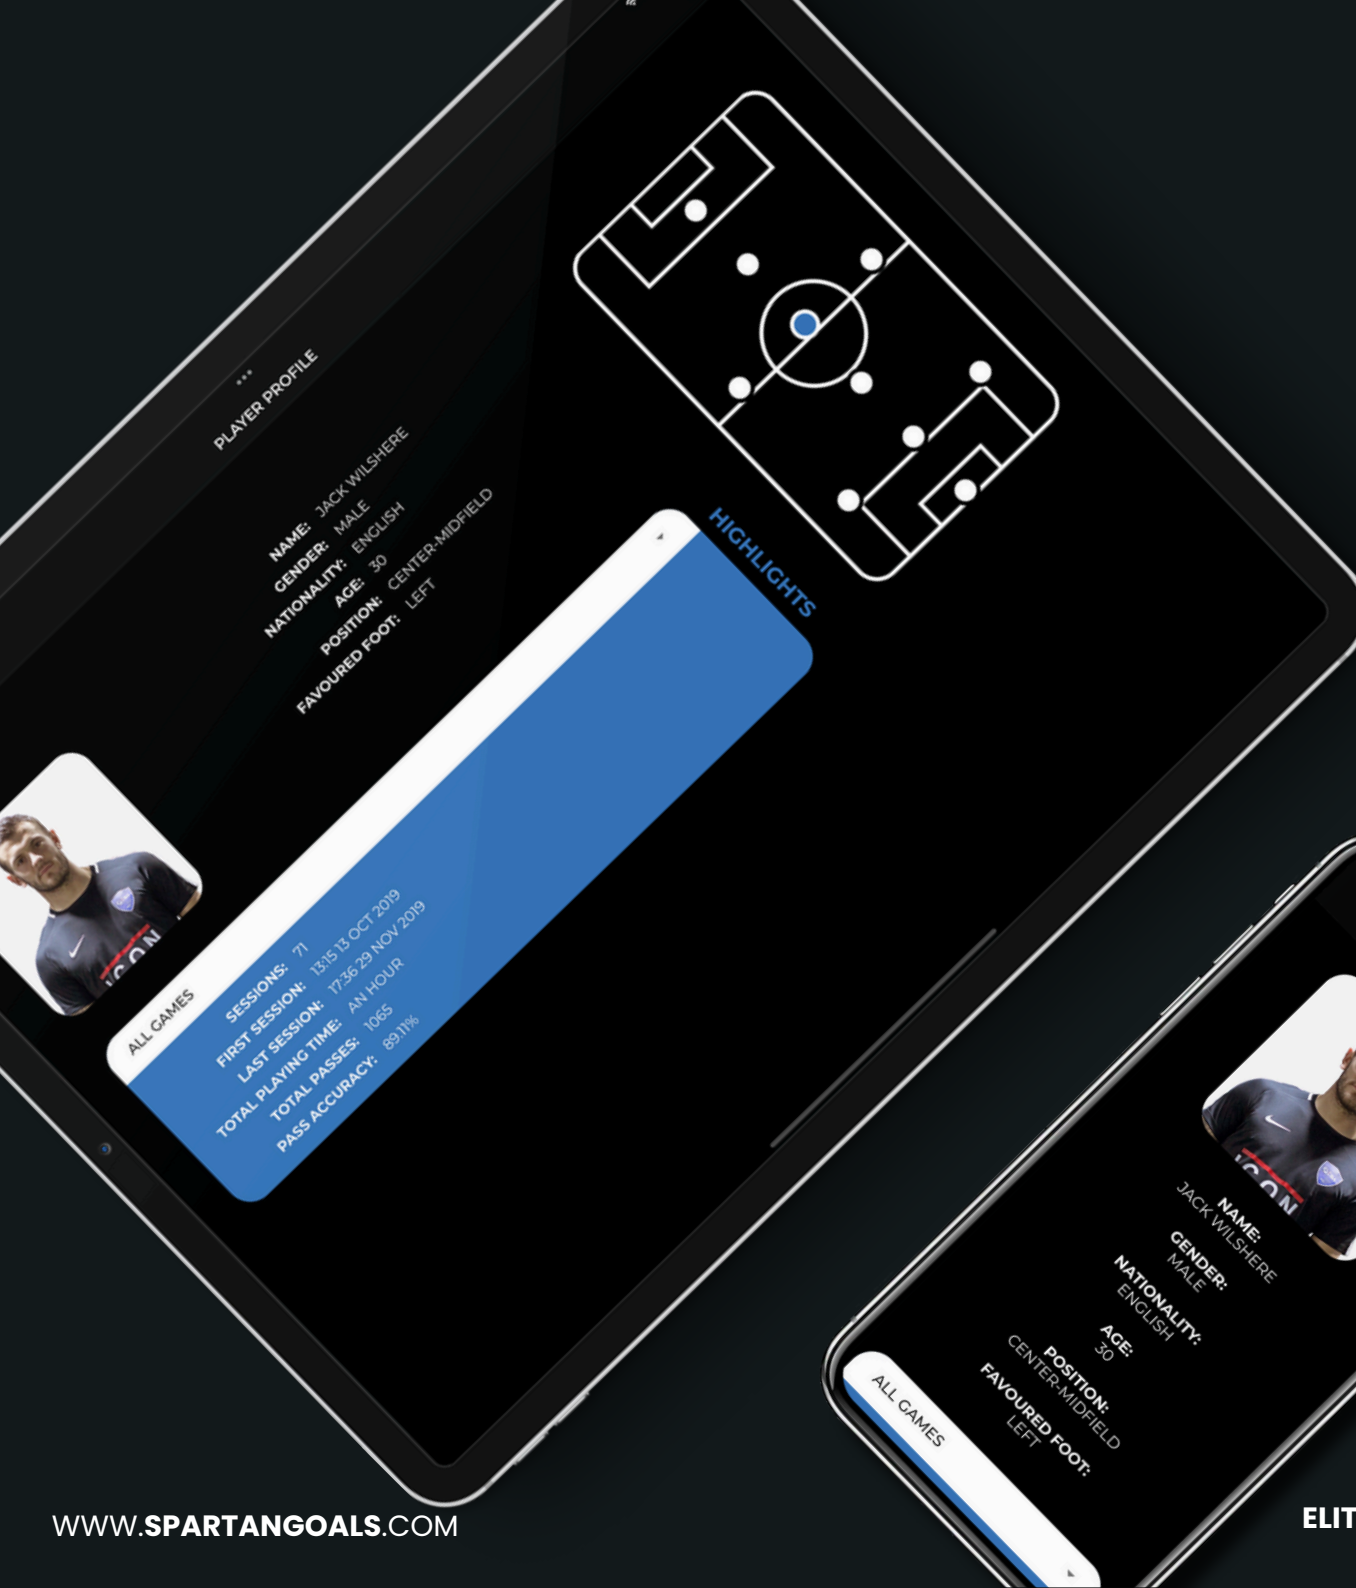 PLAYER PROFILE
NAME: JACK WILSHERE
GENDER: MALE
NATIONALITY: ENGLISH
AGE: 30
POSITION: CENTER-MIDFIELD
FAVOURED FOOT: LEFT
HIGHLIGHTS
ALL GAMES
SESSIONS: 71
FIRST SESSION: 13:15 13 OCT 2019
LAST SESSION: 17:36 29 NOV 2019
TOTAL PLAYING TIME: AN HOUR
TOTAL PASSES: 1065
PASS ACCURACY: 89.11%
NAME:
JACK WILSHERE
GENDER:
MALE
NATIONALITY:
ENGLISH
AGE:
30
POSITION:
CENTER-MIDFIELD
FAVOURED FOOT:
LEFT
ALL GAMES
WWW.SPARTANGOALS.COM
ELIT